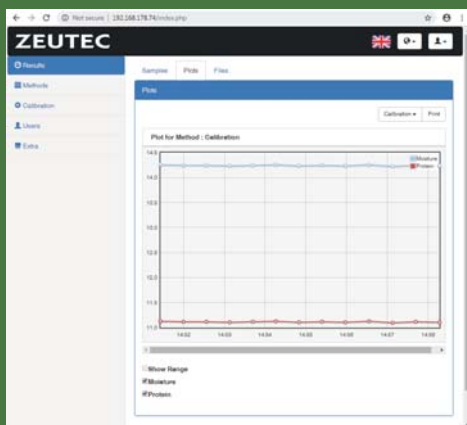 Not secure | 192.168.178.74/index.php
ZEUTEC
Results
Methods
Calibration
Users
Extra
Samples Plots Files
Plots
Calibration Print
Plot for Method : Calibration
Moisture
Protein
14.5
14.0
13.5
13.0
12.5
12.0
11.5
11.0
14:02 14:03 14:04 14:05 14:06 14:07 14:08
Show Range
Moisture
Protein